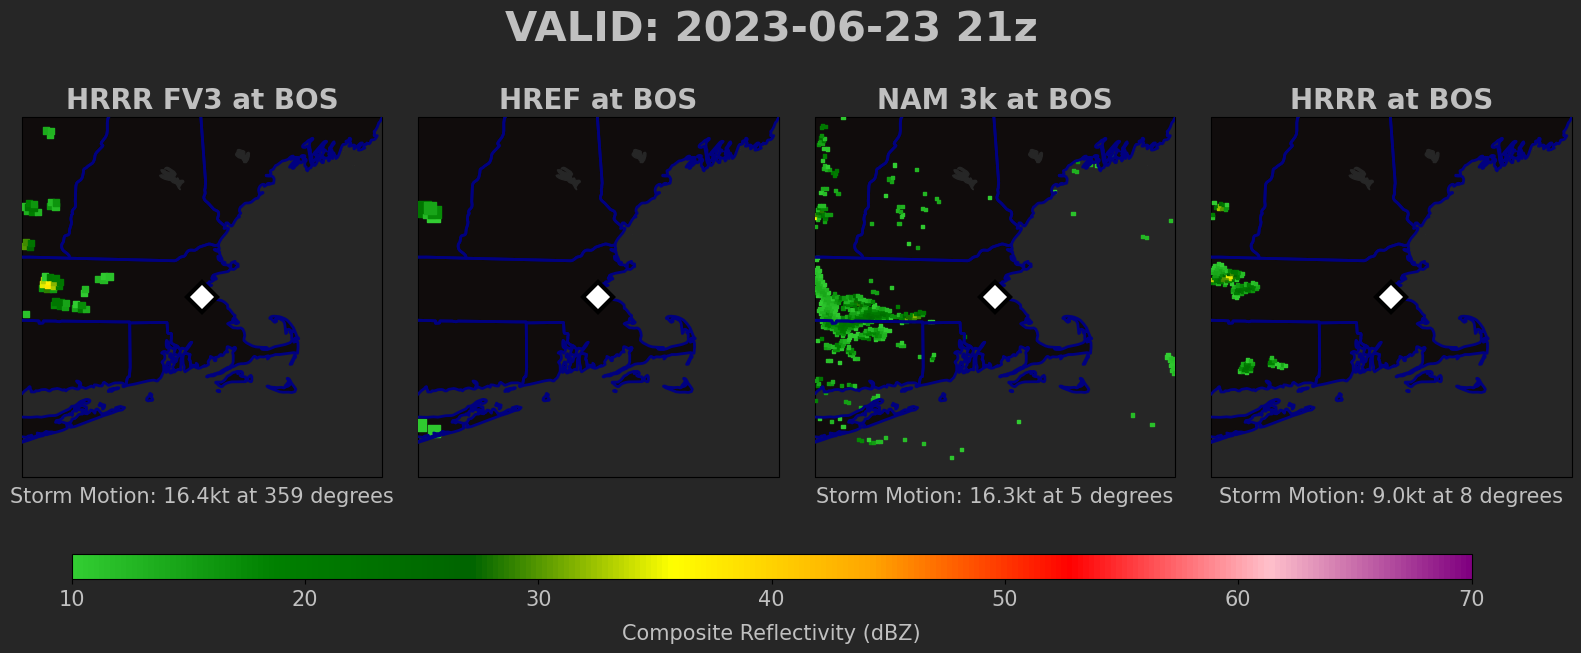 VALID: 2023-06-23 21z
HRRR FV3 at BOS
HREF at BOS
NAM 3k at BOS
HRRR at BOS
Storm Motion: 16.4kt at 359 degrees
Storm Motion: 16.3kt at 5 degrees
Storm Motion: 9.0kt at 8 degrees
10 20 30 40 50 60 70
Composite Reflectivity (dBZ)